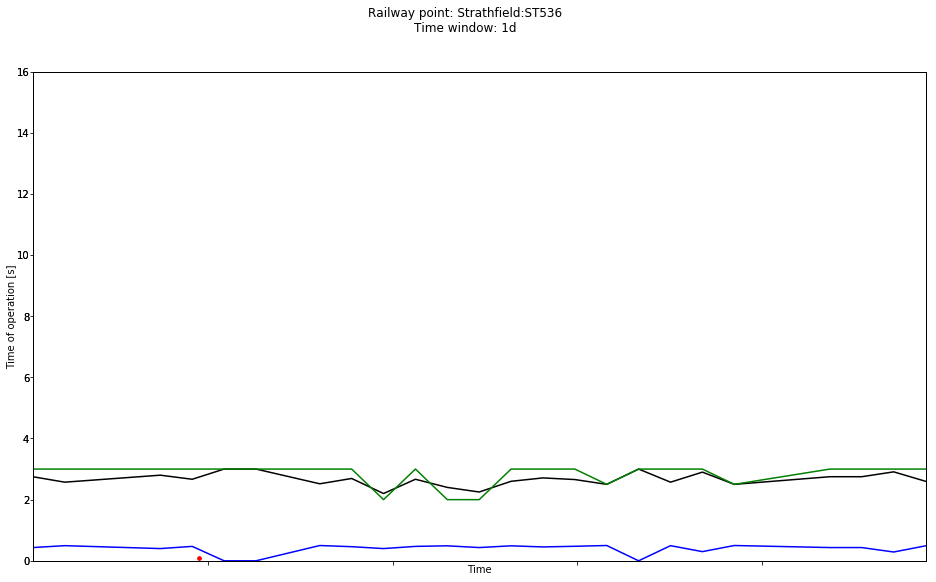 Railway point: Strathfield:ST536
Time window: 1d
16
14
12
10
8
6
4
2
0
Time of operation [s]
Time